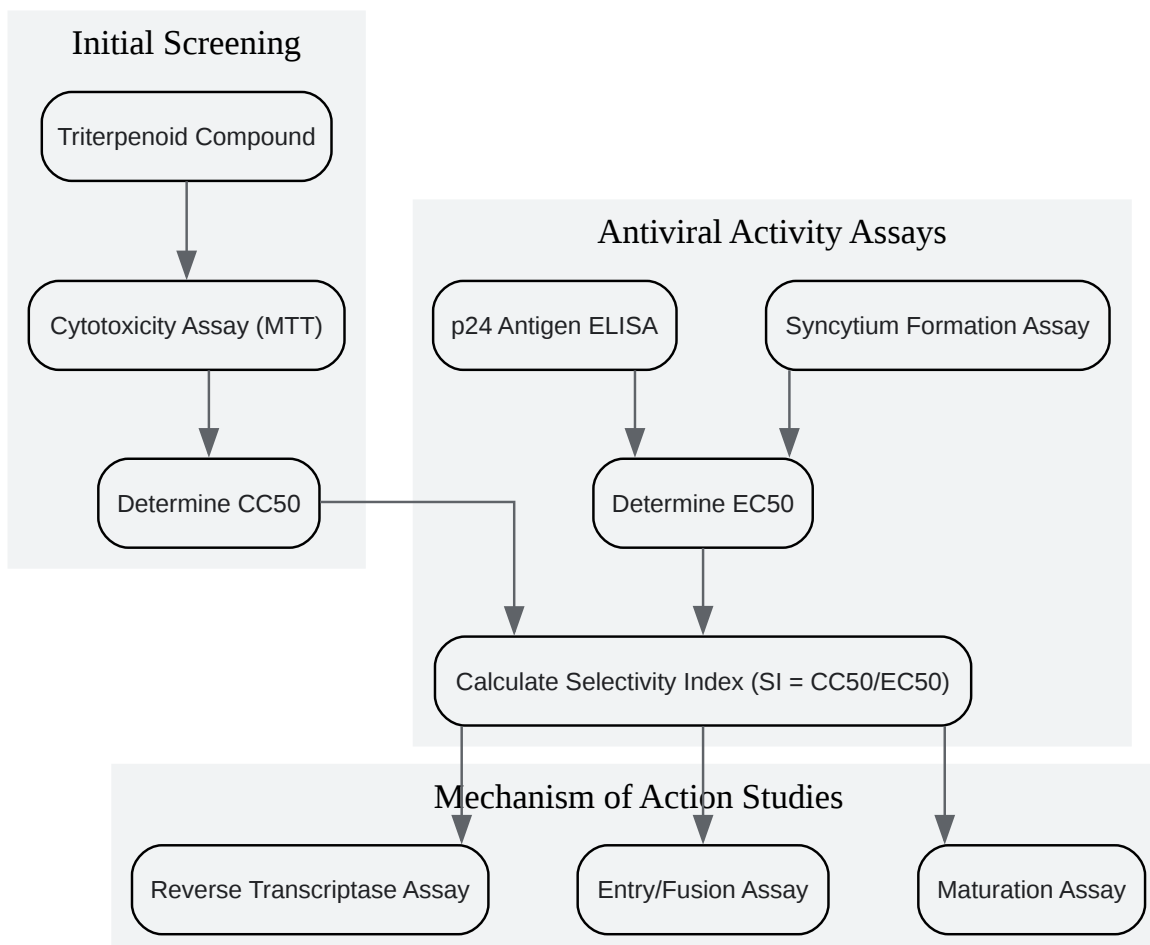 Initial Screening
Triterpenoid Compound
Cytotoxicity Assay (MTT)
Determine CC50
Antiviral Activity Assays
p24 Antigen ELISA
Syncytium Formation Assay
Determine EC50
Calculate Selectivity Index (SI = CC50/EC50)
Mechanism of Action Studies
Reverse Transcriptase Assay
Entry/Fusion Assay
Maturation Assay